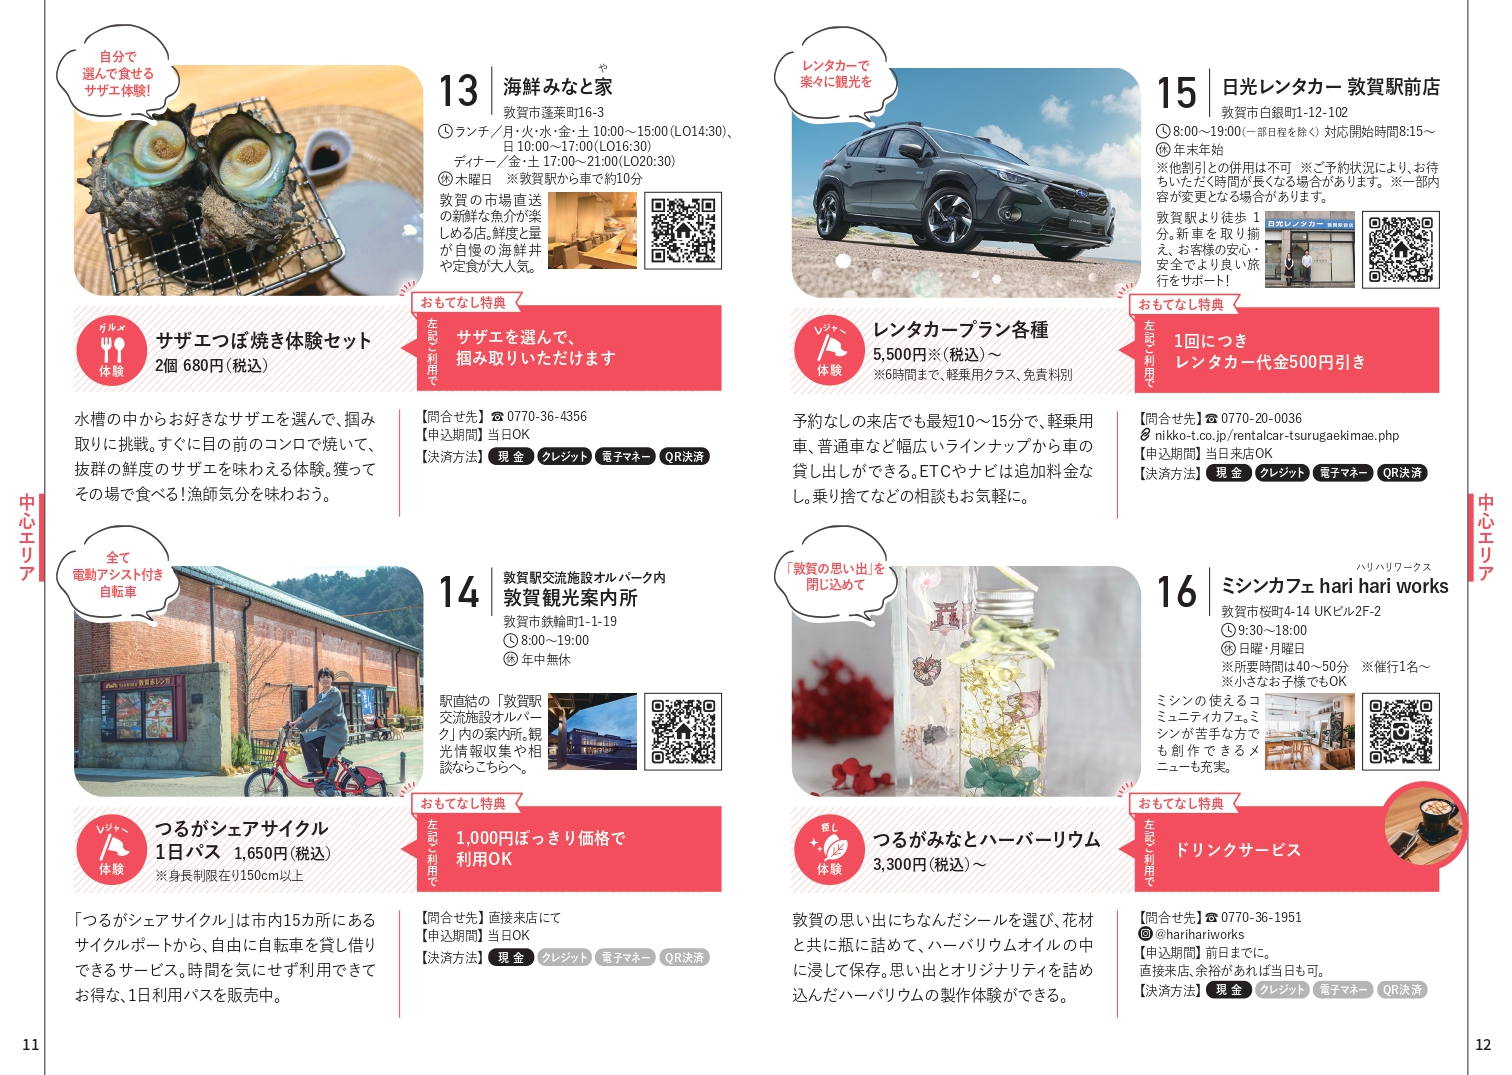 自分で
選んで食せる
サザエ体験！
13
海鮮みなと家
や
敦賀市蓬莱町16-3
ランチ／月・火・水・金・土 10:00〜15:00（LO14:30）、
日 10:00〜17:00（LO16:30）
ディナー／金・土 17:00〜21:00（LO20:30）
休 木曜日　※敦賀駅から車で約10分
敦賀の市場直送
の新鮮な魚介が楽
しめる店。鮮度と量
が自慢の海鮮丼
や定食が大人気。
グルメ
体験
サザエつぼ焼き体験セット
2個 680円（税込）
おもてなし特典
左記ご利用で
サザエを選んで、
掴み取りいただけます
水槽の中からお好きなサザエを選んで、掴み
取りに挑戦。すぐに目の前のコンロで焼いて、
抜群の鮮度のサザエを味わえる体験。獲って
その場で食べる！漁師気分を味わおう。
【問合せ先】☎0770-36-4356
【申込期間】当日OK
【決済方法】現金 クレジット 電子マネー QR決済
全て
電動アシスト付き
自転車
敦賀赤レンガ
14
敦賀駅交流施設オルパーク内
敦賀観光案内所
敦賀市鉄輪町1-1-19
8:00〜19:00
休 年中無休
駅直結の「敦賀駅
交流施設オルパー
ク」内の案内所。観
光情報収集や相
談ならこちらへ。
レジャー
体験
つるがシェアサイクル
1日パス　1,650円（税込）
※身長制限在り150cm以上
おもてなし特典
左記ご利用で
1,000円ぽっきり価格で
利用OK
「つるがシェアサイクル」は市内15カ所にある
サイクルポートから、自由に自転車を貸し借り
できるサービス。時間を気にせず利用できて
お得な、1日利用パスを販売中。
【問合せ先】直接来店にて
【申込期間】当日OK
【決済方法】現金 クレジット 電子マネー QR決済
中心エリア
11
レンタカーで
楽々に観光を
15
日光レンタカー 敦賀駅前店
敦賀市白銀町1-12-102
8:00〜19:00（一部日程を除く） 対応開始時間8:15〜
休 年末年始
※他割引との併用は不可　※ご予約状況により、お待
ちいただく時間が長くなる場合があります。 ※一部内
容が変更となる場合があります。
敦賀駅より徒歩 1
分。新車を取り揃
え、お客様の安心・
安全でより良い旅
行をサポート！
日光レンタカー 敦賀駅前店
レジャー
体験
レンタカープラン各種
5,500円※（税込）〜
※6時間まで、軽乗用クラス、免責料別
おもてなし特典
左記ご利用で
1回につき
レンタカー代金500円引き
予約なしの来店でも最短10〜15分で、軽乗用
車、普通車など幅広いラインナップから車の
貸し出しができる。ETCやナビは追加料金な
し。乗り捨てなどの相談もお気軽に。
【問合せ先】☎0770-20-0036
nikko-t.co.jp/rentalcar-tsurugaekimae.php
【申込期間】当日来店OK
【決済方法】現金 クレジット 電子マネー QR決済
「敦賀の思い出」を
閉じ込めて
16
ハリハリワークス
ミシンカフェ hari hari works
敦賀市桜町4-14 UKビル2F-2
9:30〜18:00
休 日曜・月曜日
※所要時間は40〜50分　※催行1名〜
※小さなお子様でもOK
ミシンの使えるコ
ミュニティカフェ。ミ
シンが苦手な方で
も創作できるメ
ニューも充実。
癒し
体験
つるがみなとハーバーリウム
3,300円（税込）〜
おもてなし特典
左記ご利用で
ドリンクサービス
敦賀の思い出にちなんだシールを選び、花材
と共に瓶に詰めて、ハーバリウムオイルの中
に浸して保存。思い出とオリジナリティを詰め
込んだハーバリウムの製作体験ができる。
【問合せ先】☎0770-36-1951
@harihariworks
【申込期間】前日までに。
直接来店、余裕があれば当日も可。
【決済方法】現金 クレジット 電子マネー QR決済
中心エリア
12